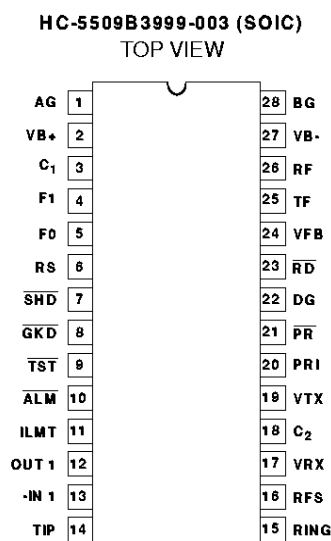 HC-5509B3999-003 (SOIC)
TOP VIEW
AG 1 28 BG
VB+ 2 27 VB-
C1 3 26 RF
F1 4 25 TF
F0 5 24 VFB
RS 6 23 RD
SHD 7 22 DG
GKD 8 21 PR
TST 9 20 PRI
ALM 10 19 VTX
ILMT 11 18 C2
OUT 1 12 17 VRX
-IN 1 13 16 RFS
TIP 14 15 RING